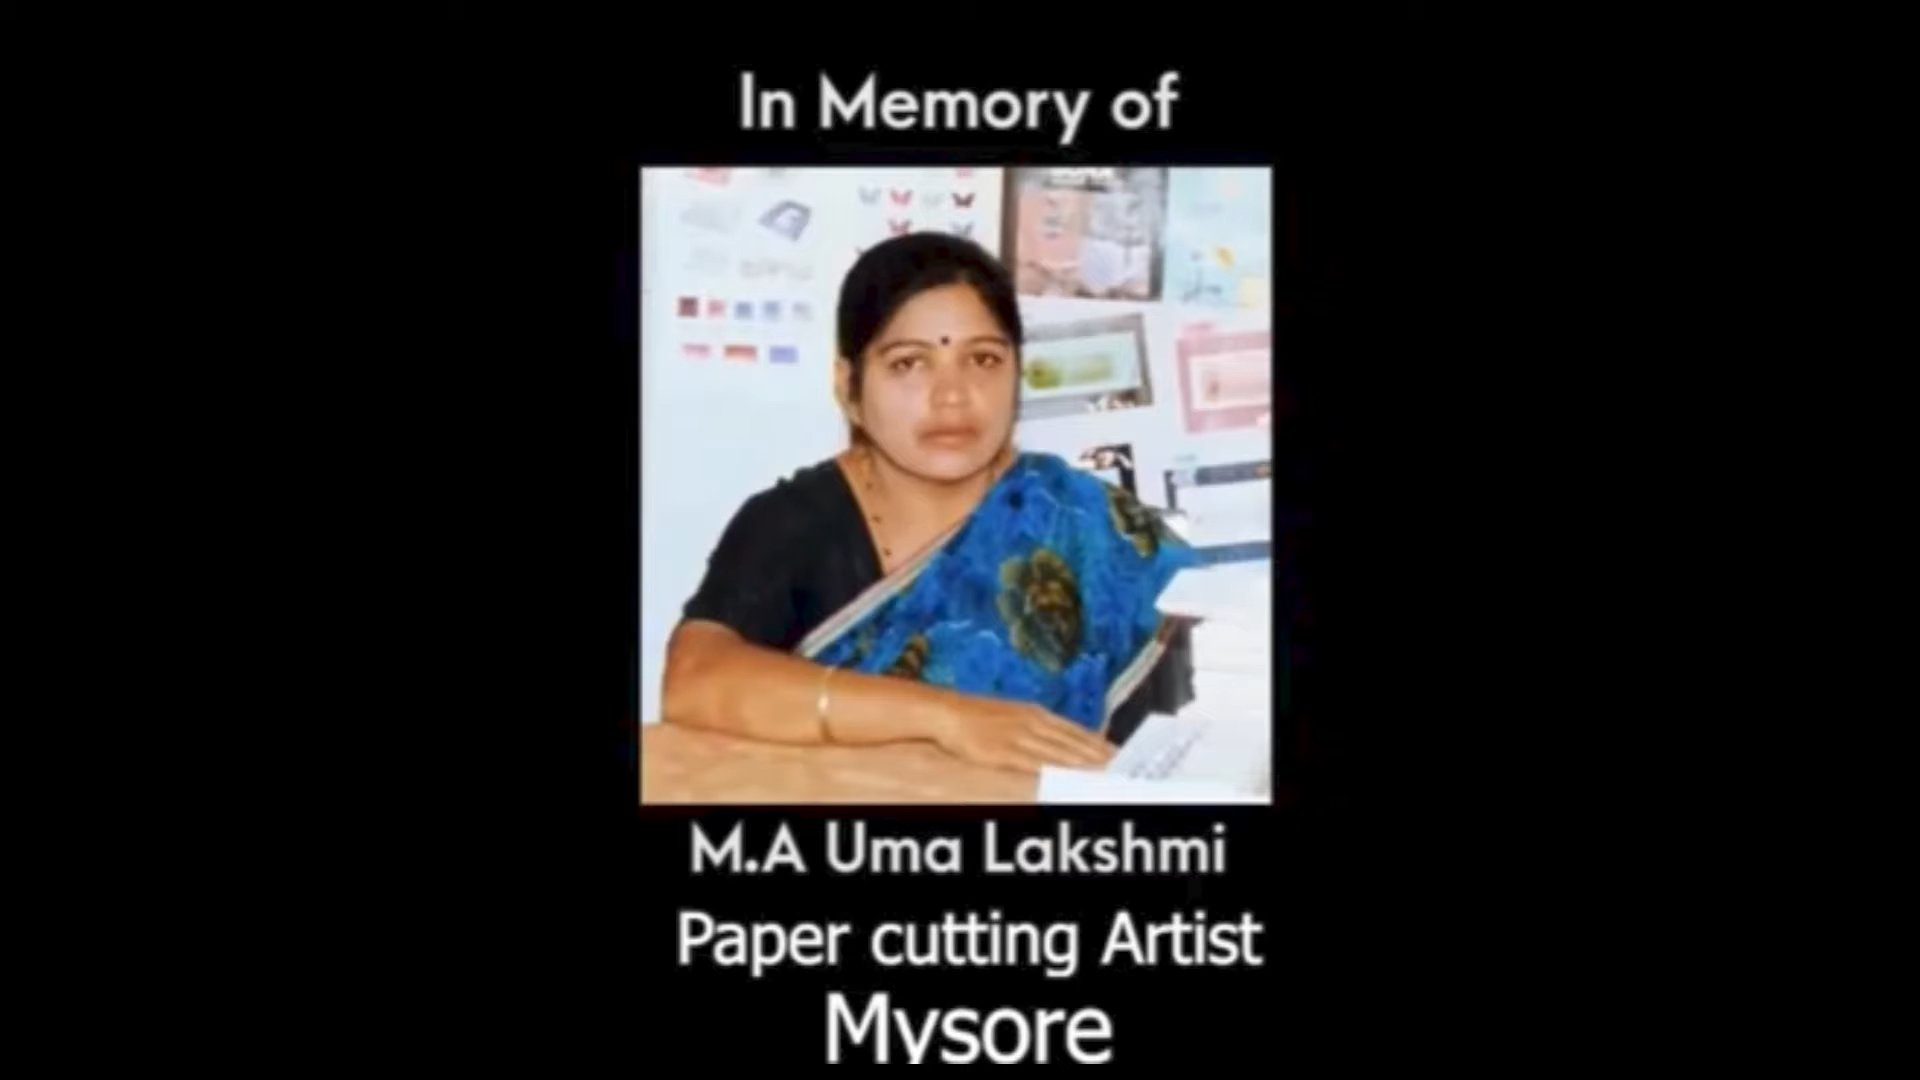 In Memory of
M.A Uma Lakshmi
Paper cutting Artist
Mysore